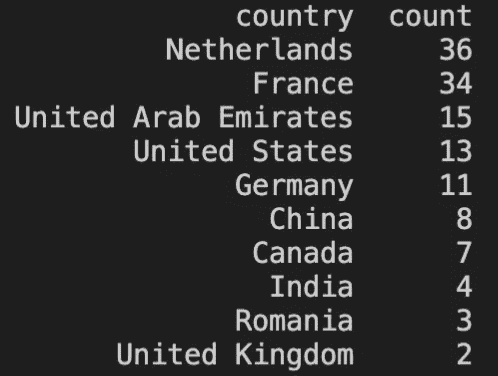 country count
Netherlands 36
France 34
United Arab Emirates 15
United States 13
Germany 11
China 8
Canada 7
India 4
Romania 3
United Kingdom 2